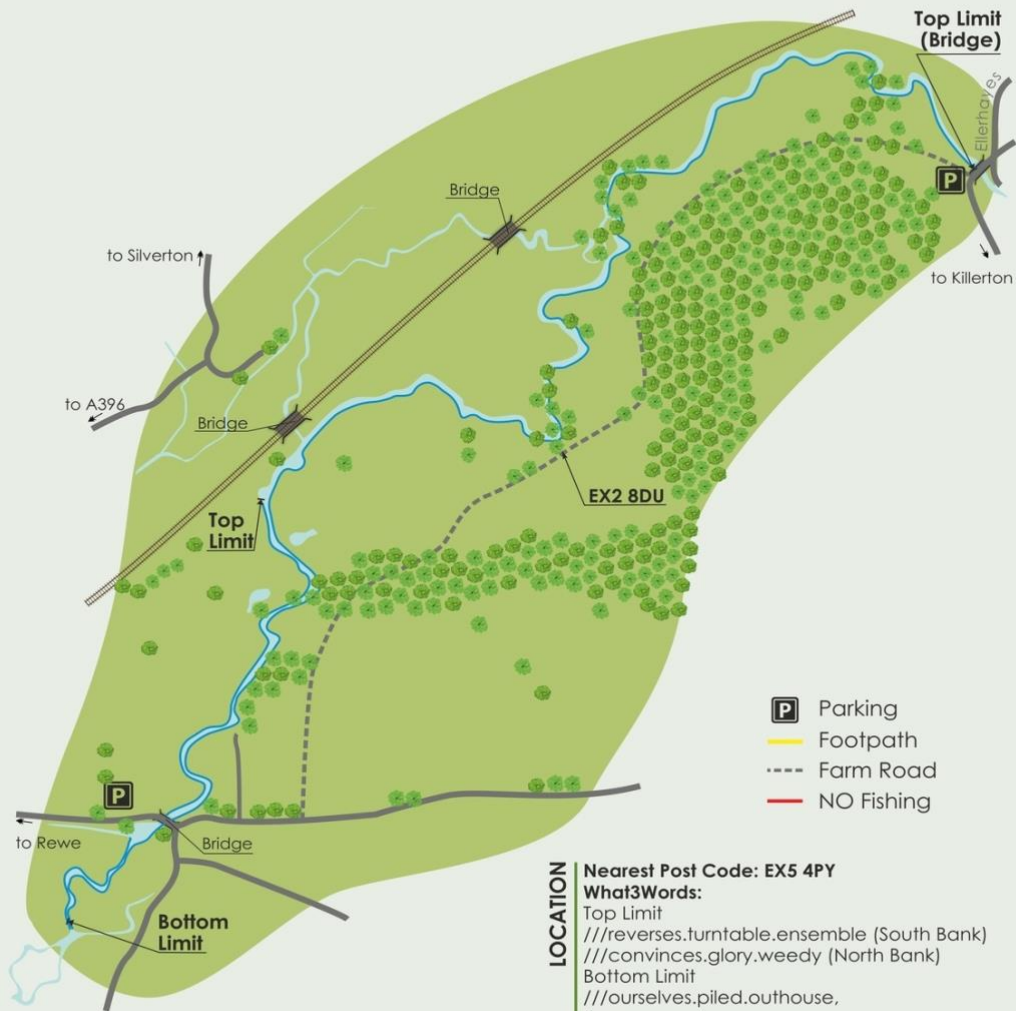 Top Limit
(Bridge)
Ellerhayes
P
to Killerton
Bridge
to Silverton
to A396
Bridge
EX2 8DU
Top
Limit
P
to Rewe
Bridge
Bottom
Limit
P Parking
Footpath
Farm Road
NO Fishing
LOCATION
Nearest Post Code: EX5 4PY
What3Words:
Top Limit
///reverses.turntable.ensemble (South Bank)
///convinces.glory.weedy (North Bank)
Bottom Limit
///ourselves.piled.outhouse,